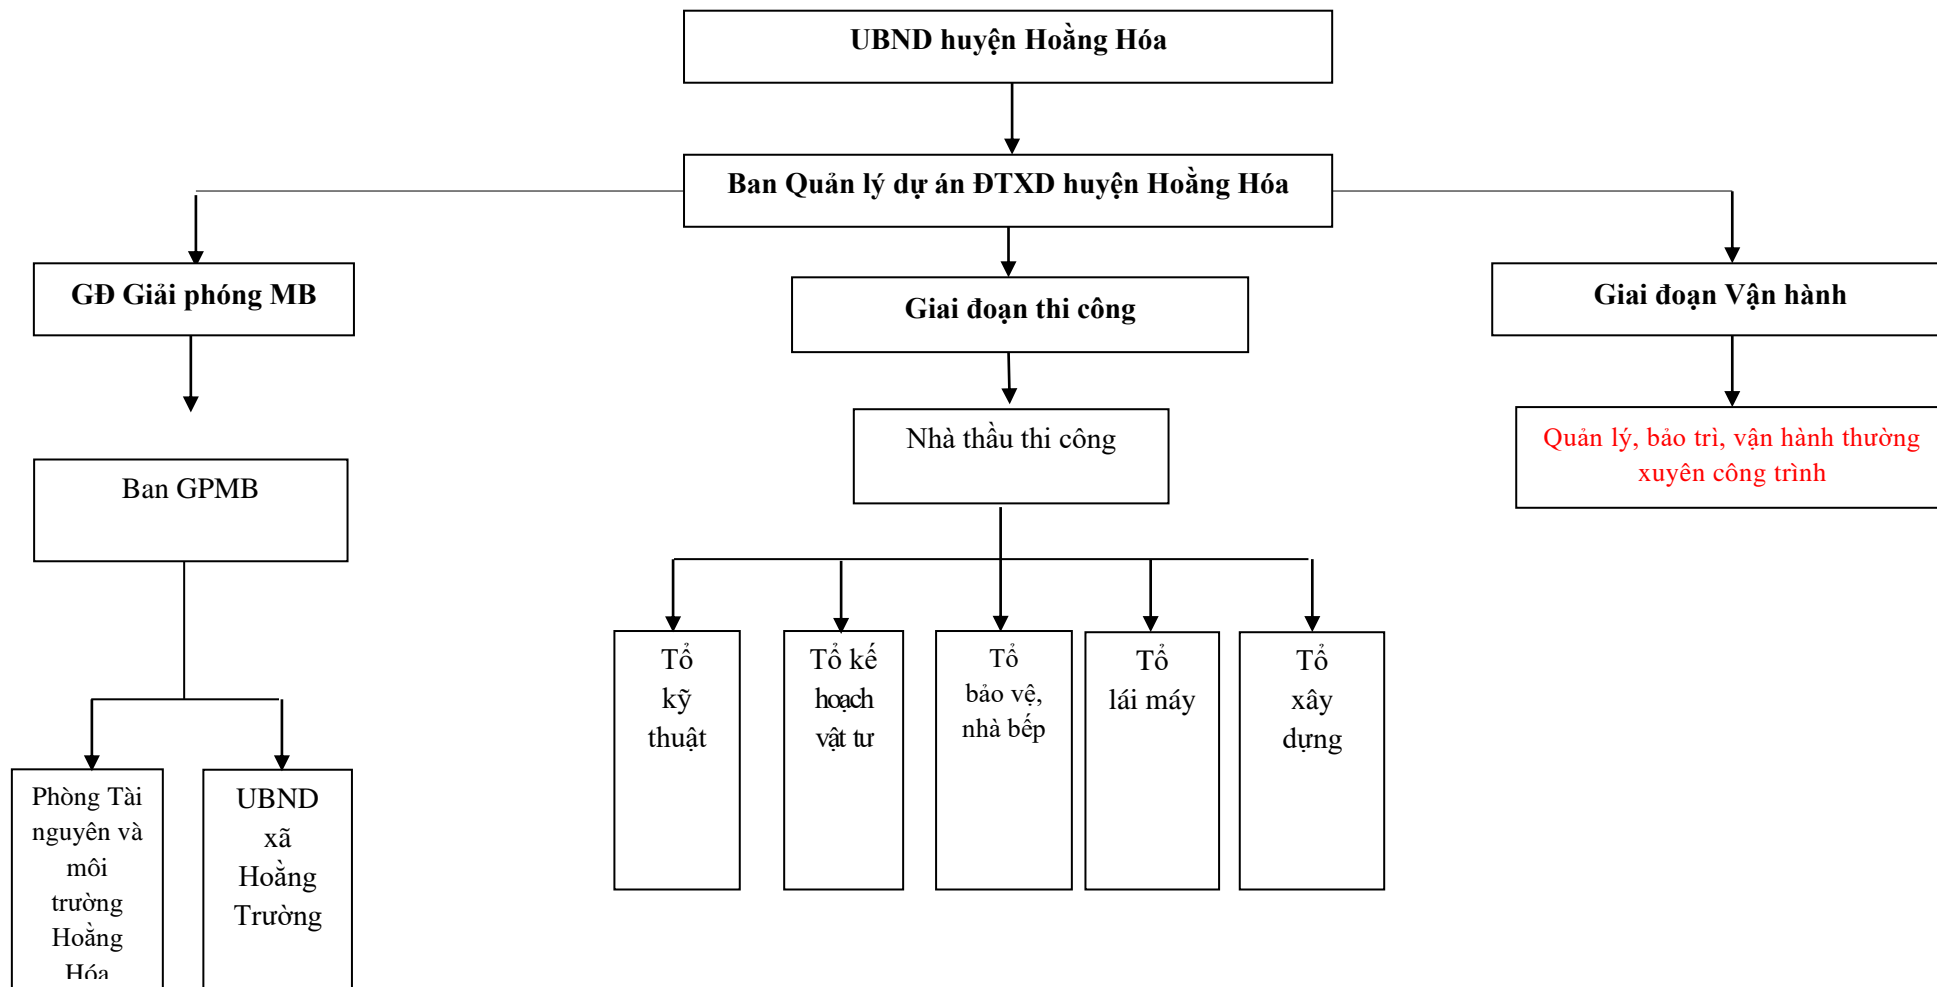 UBND huyện Hoằng Hóa
Ban Quản lý dự án ĐTXD huyện Hoằng Hóa
GĐ Giải phóng MB
Giai đoạn thi công
Giai đoạn Vận hành
Ban GPMB
Nhà thầu thi công
Quản lý, bảo trì, vận hành thường
xuyên công trình
Phòng Tài
nguyên và
môi
trường
Hoằng
Hóa
UBND
xã
Hoằng
Trường
Tổ
kỹ
thuật
Tổ kế
hoạch
vật tư
Tổ
bảo vệ,
nhà bếp
Tổ
lái máy
Tổ
xây
dựng